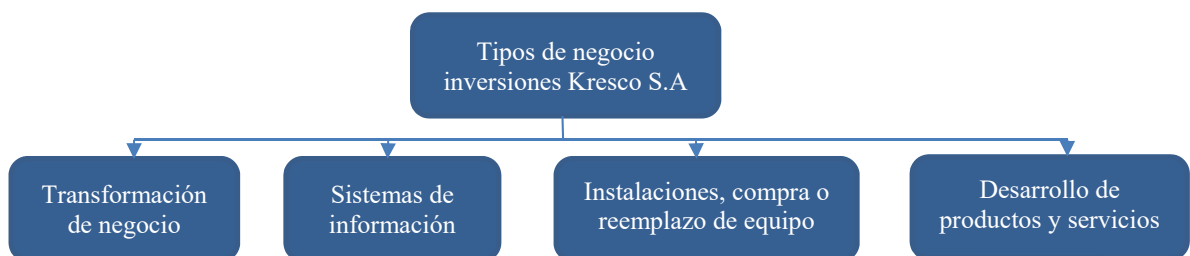 Tipos de negocio
inversiones Kresco S.A
Transformación
de negocio
Sistemas de
información
Instalaciones, compra o
reemplazo de equipo
Desarrollo de
productos y servicios